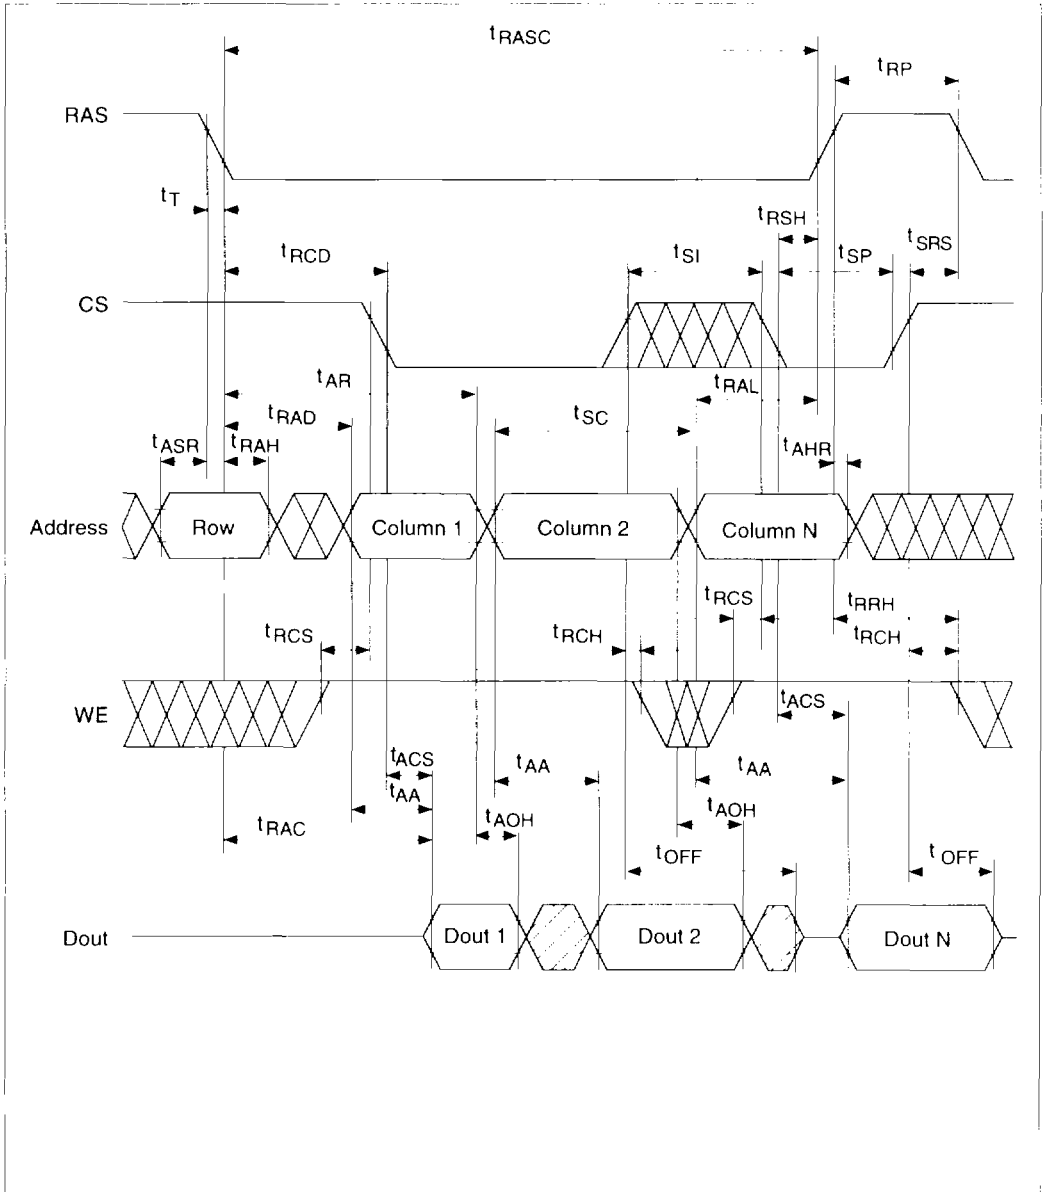 tRASC
tRP
RAS
tT
tRSH
tRCD
tSI
tSP
tSRS
CS
tAR
tRAL
tRAD
tSC
tASR
tRAH
tAHR
Address
Row
Column 1
Column 2
Column N
tRCS
tRRH
tRCS
tRCH
tRCH
WE
tACS
tACS
tAA
tAA
tAA
tAOH
tRAC
tAOH
tOFF
tOFF
Dout
Dout 1
Dout 2
Dout N